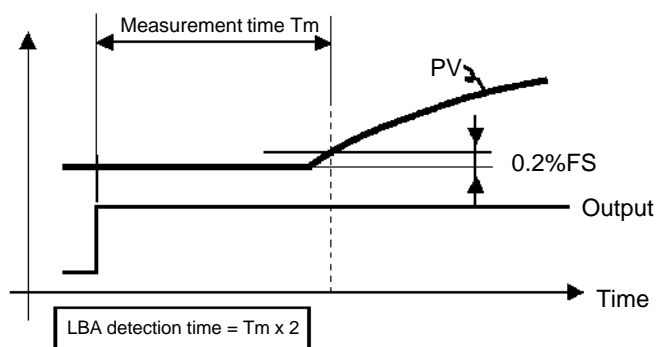 Measurement time Tm
PV
0.2%FS
Output
Time
LBA detection time = Tm x 2